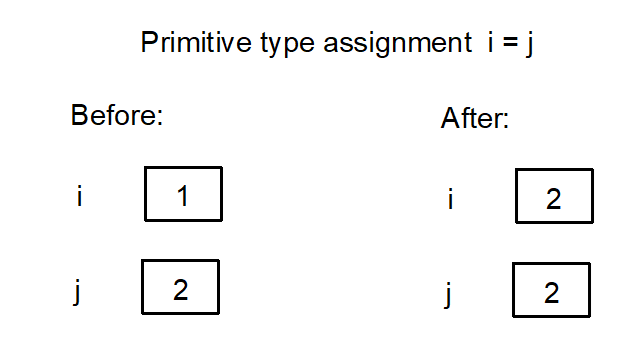 Primitive type assignment  i = j
Before: After:
i 1 i 2
j 2 j 2